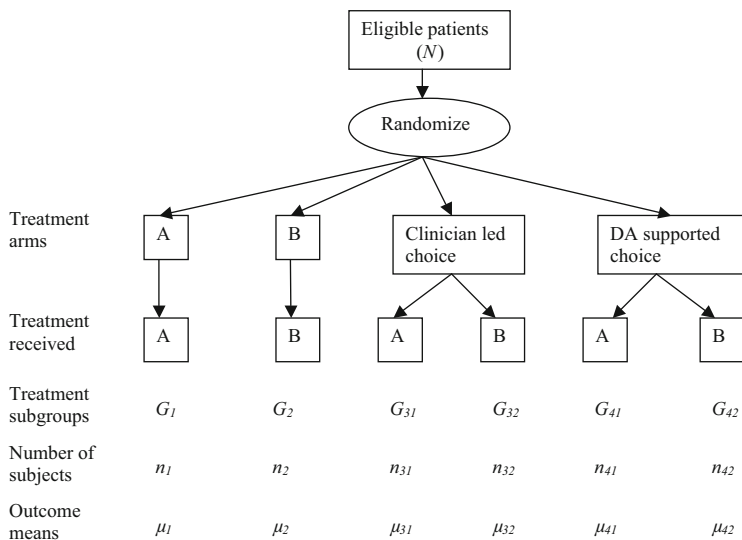 Eligible patients
(N)
Randomize
Treatment
arms
A
B
Clinician led
choice
DA supported
choice
Treatment
received
A
B
A
B
A
B
Treatment
subgroups
G1
G2
G31
G32
G41
G42
Number of
subjects
n1
n2
n31
n32
n41
n42
Outcome
means
μ1
μ2
μ31
μ32
μ41
μ42